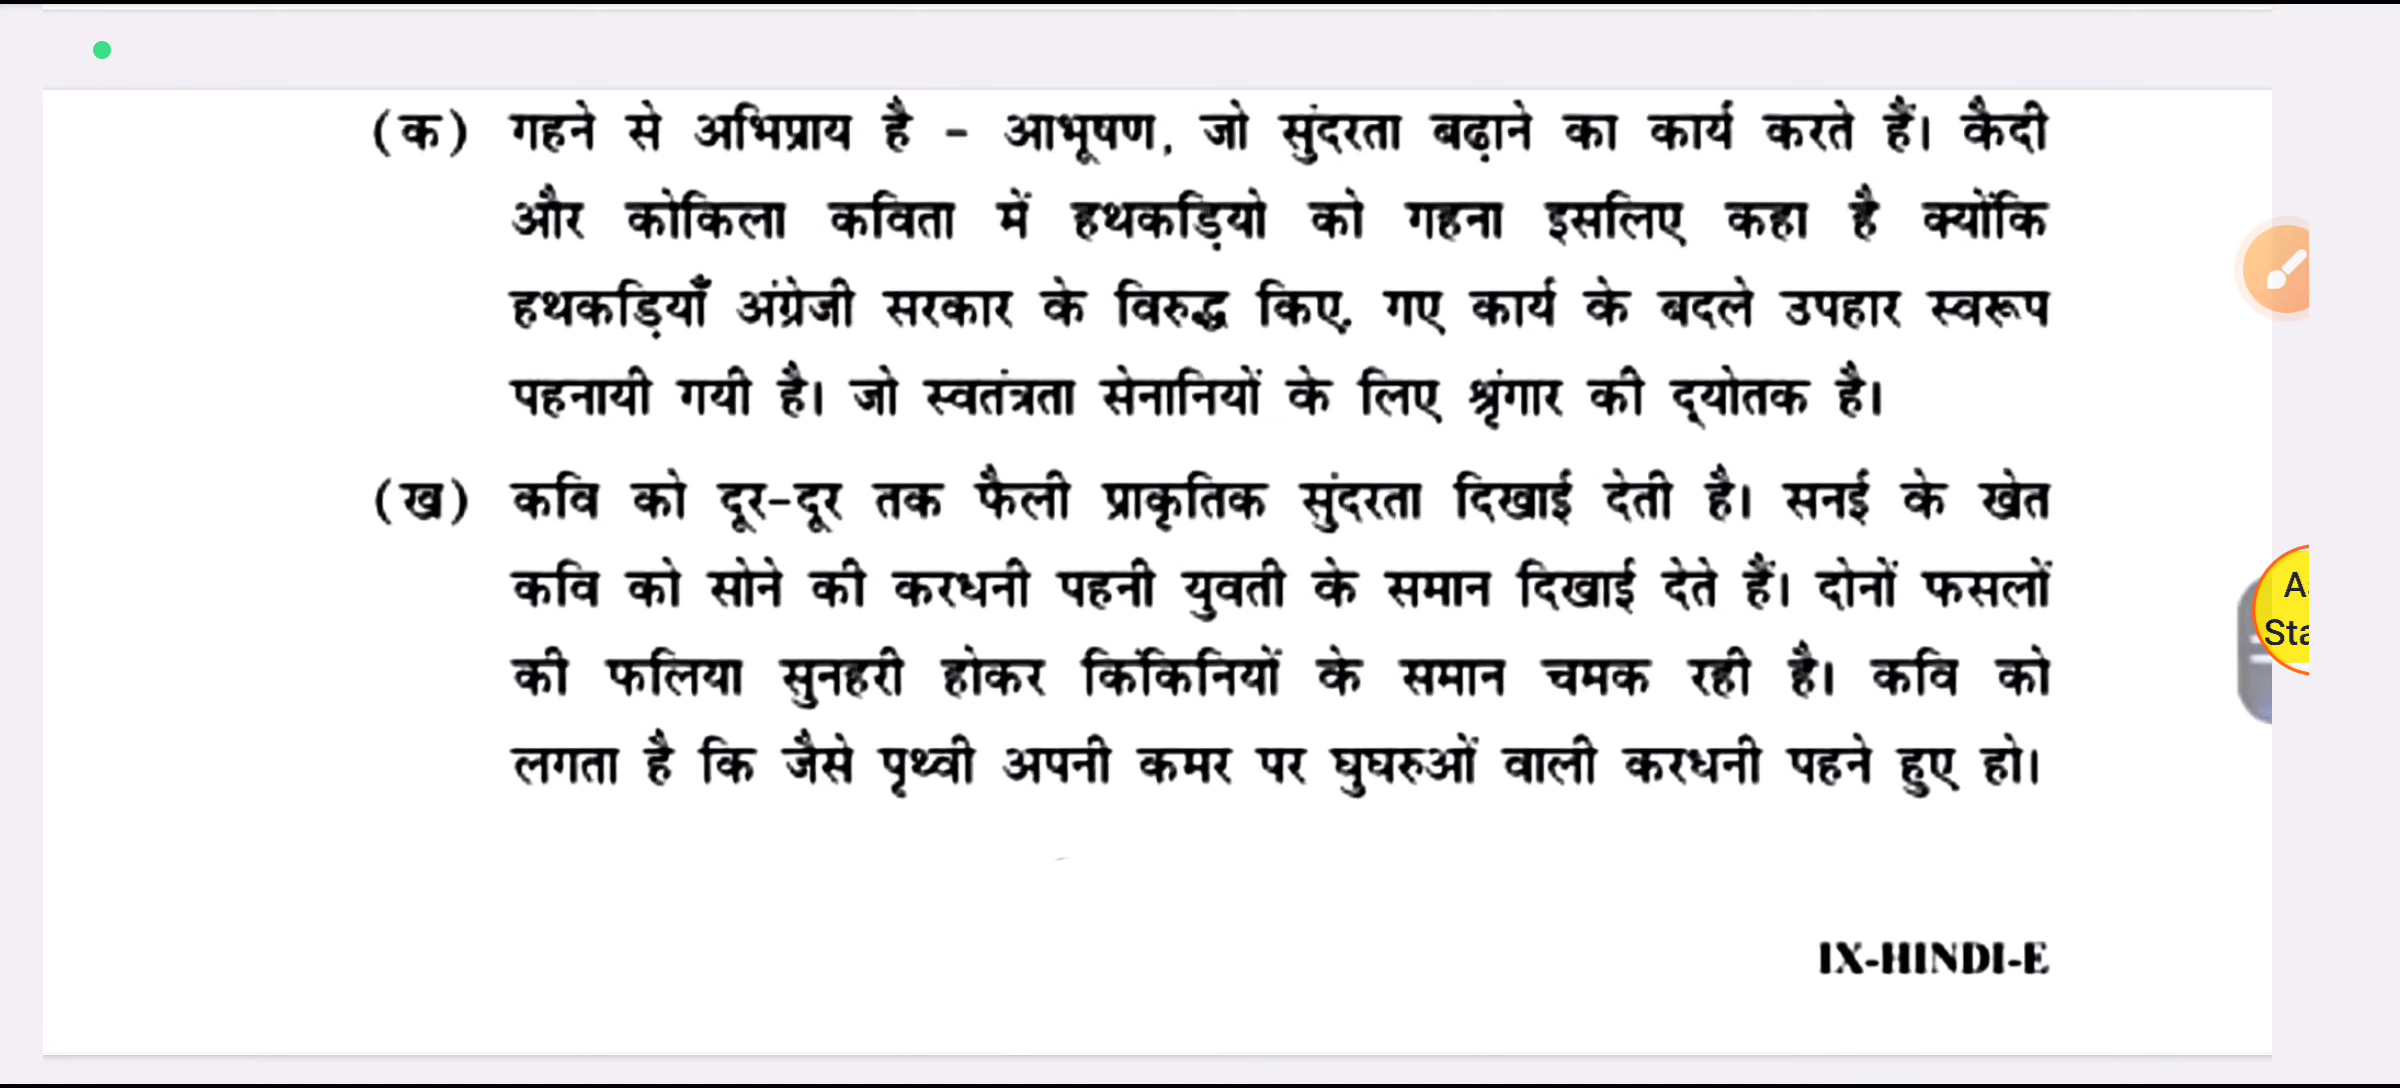 (क) गहने से अभिप्राय है - आभूषण, जो सुंदरता बढ़ाने का कार्य करते हैं। कैदी
और कोकिला कविता में हथकड़ियो को गहना इसलिए कहा है क्योंकि
हथकड़ियाँ अंग्रेजी सरकार के विरुद्ध किए. गए कार्य के बदले उपहार स्वरूप
पहनायी गयी है। जो स्वतंत्रता सेनानियों के लिए श्रृंगार की द्‌योतक है।
(ख) कवि को दूर-दूर तक फैली प्राकृतिक सुंदरता दिखाई देती है। सनई के खेत
कवि को सोने की करधनी पहनी युवती के समान दिखाई देते हैं। दोनों फसलों
की फलिया सुनहरी होकर किंकिनियों के समान चमक रही है। कवि को
लगता है कि जैसे पृथ्वी अपनी कमर पर घुघरुओं वाली करधनी पहने हुए हो।
IX-HINDI-E